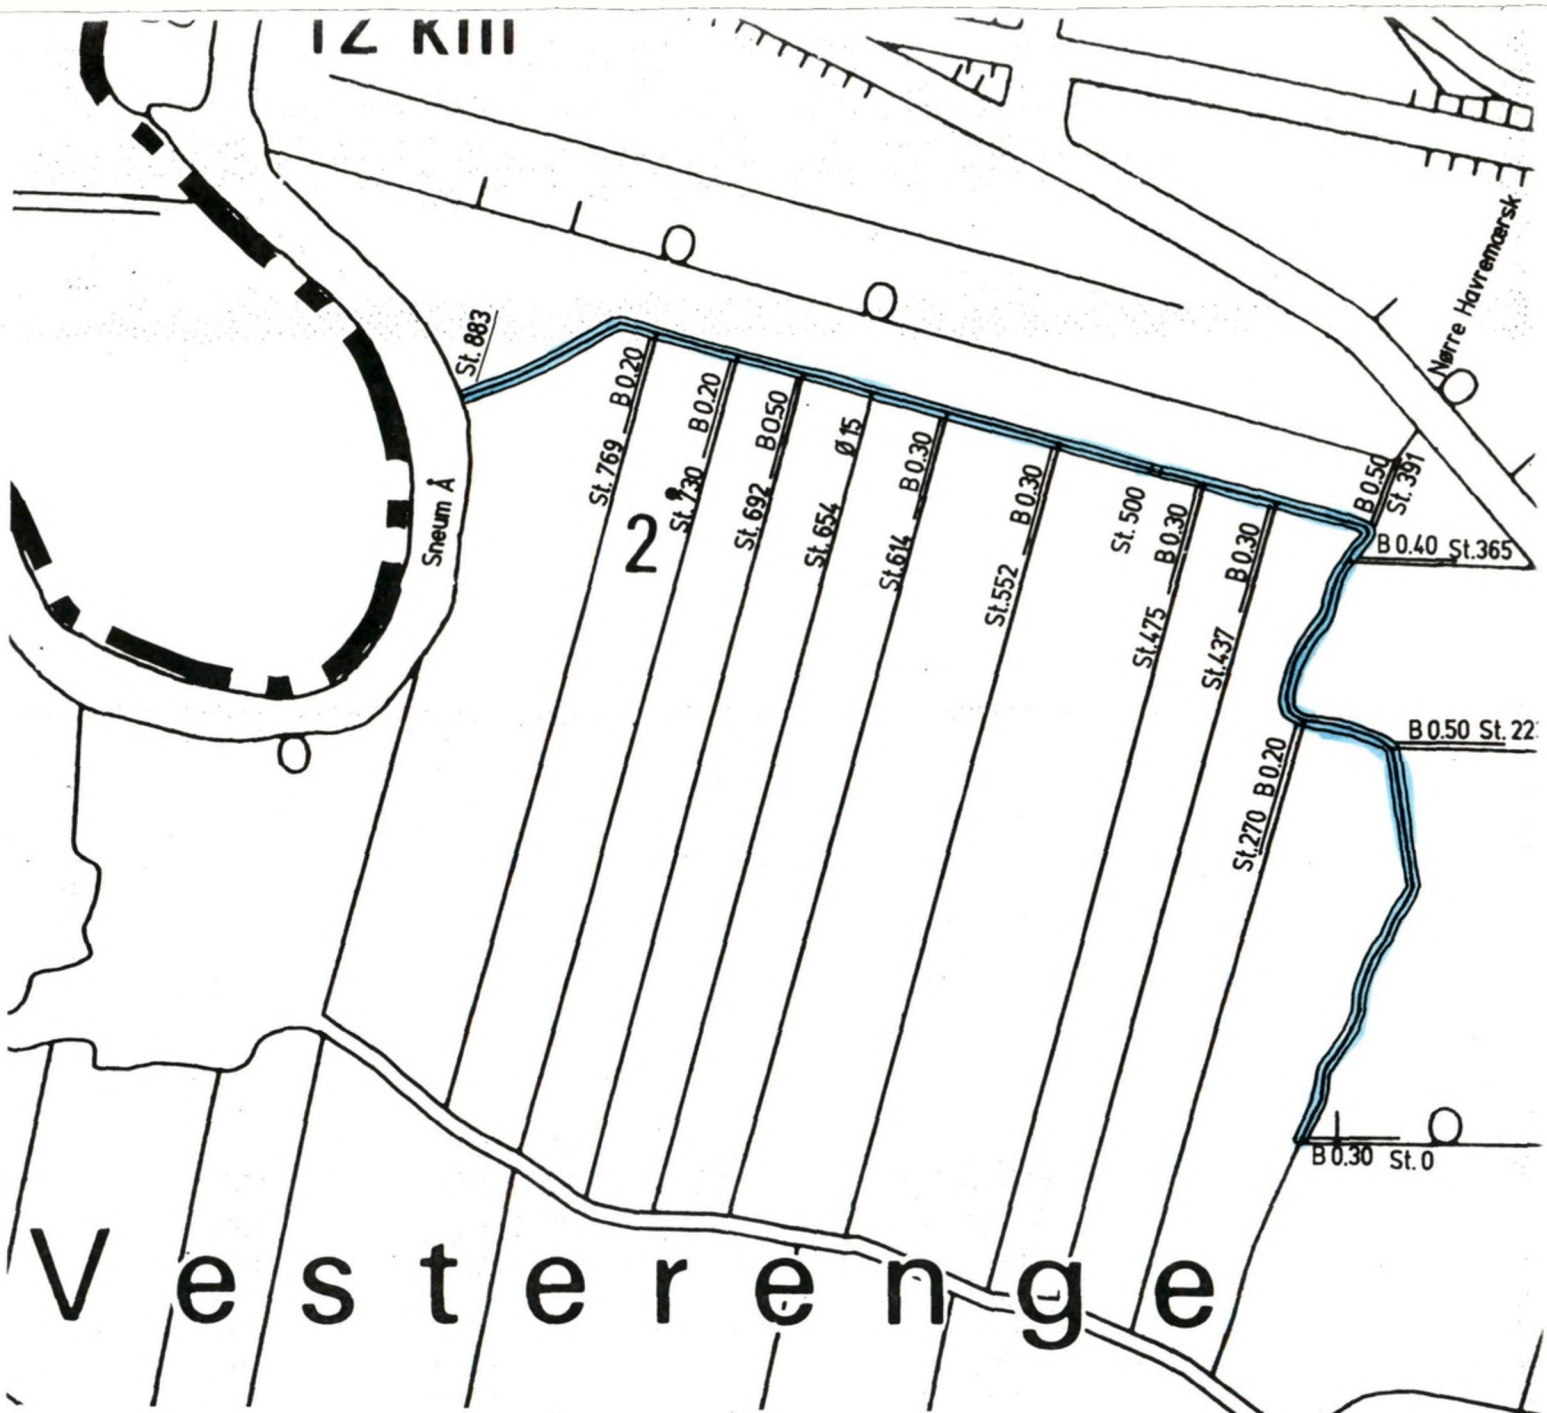 12 km
Nørre Havremærsk
St. 883
B 0.20
St. 769
B 0.20
St. 730
B 0.50
St. 692
Ø 15
St. 654
B 0.30
St. 614
B 0.30
St. 552
St. 500
B 0.30
St. 475
B 0.30
St. 437
B 0.50
St. 391
B 0.40 St. 365
Sneum Å
2
B 0.50 St. 22
B 0.20
St. 270
B 0.30 St. 0
Vesterenge